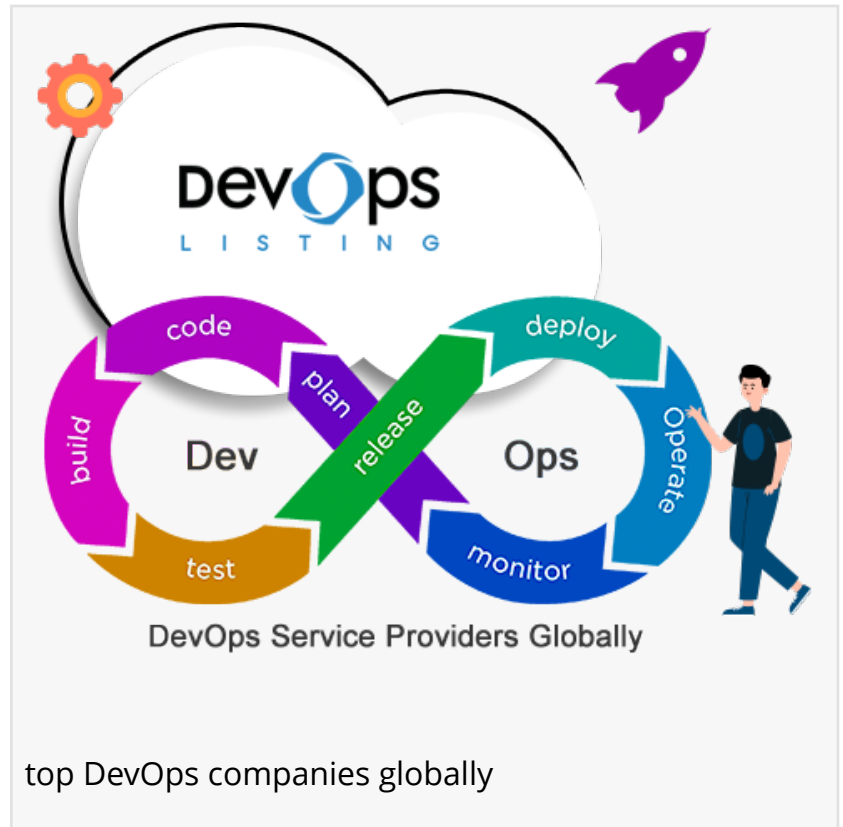 DevOps
LISTING
code
deploy
plan
release
build
Dev
Ops
Operate
test
monitor
DevOps Service Providers Globally
top DevOps companies globally